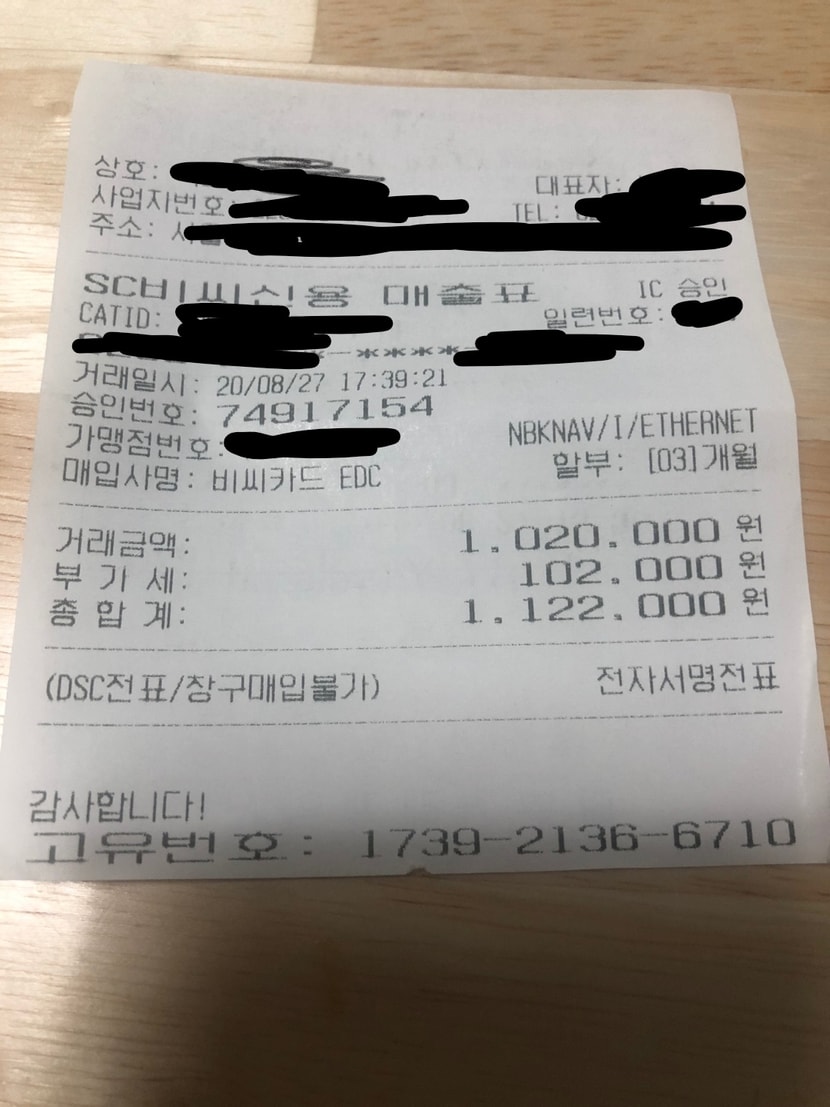 상호:
대표자:
사업자번호:
TEL:
주소:
SC비씨신용 매출표 IC 승인
CATID: 일련번호:
-****-
거래일시: 20/08/27 17:39:21
승인번호: 74917154
가맹점번호: NBKNAV/I/ETHERNET
매입사명: 비씨카드 EDC 할부: [03]개월
거래금액: 1,020,000 원
부 가 세: 102,000 원
총 합 계: 1,122,000 원
(DSC전표/창구매입불가) 전자서명전표
감사합니다!
고유번호: 1739-2136-6710